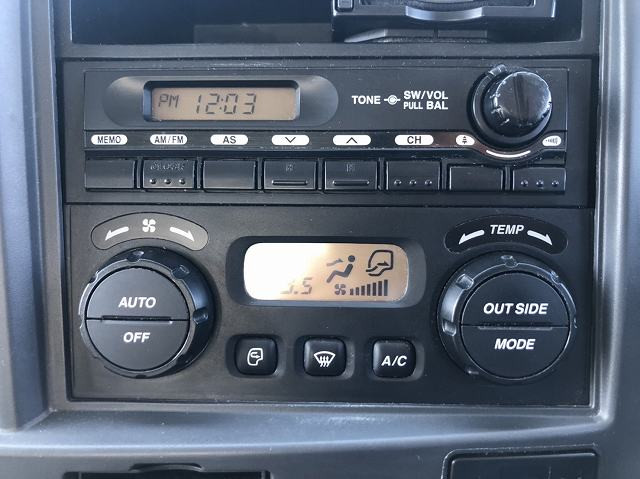 PM 12:03
TONE SW/VOL
PULL BAL
MEMO AM/FM AS CH
CLOCK
TEMP
AUTO
OFF
OUT SIDE
MODE
A/C